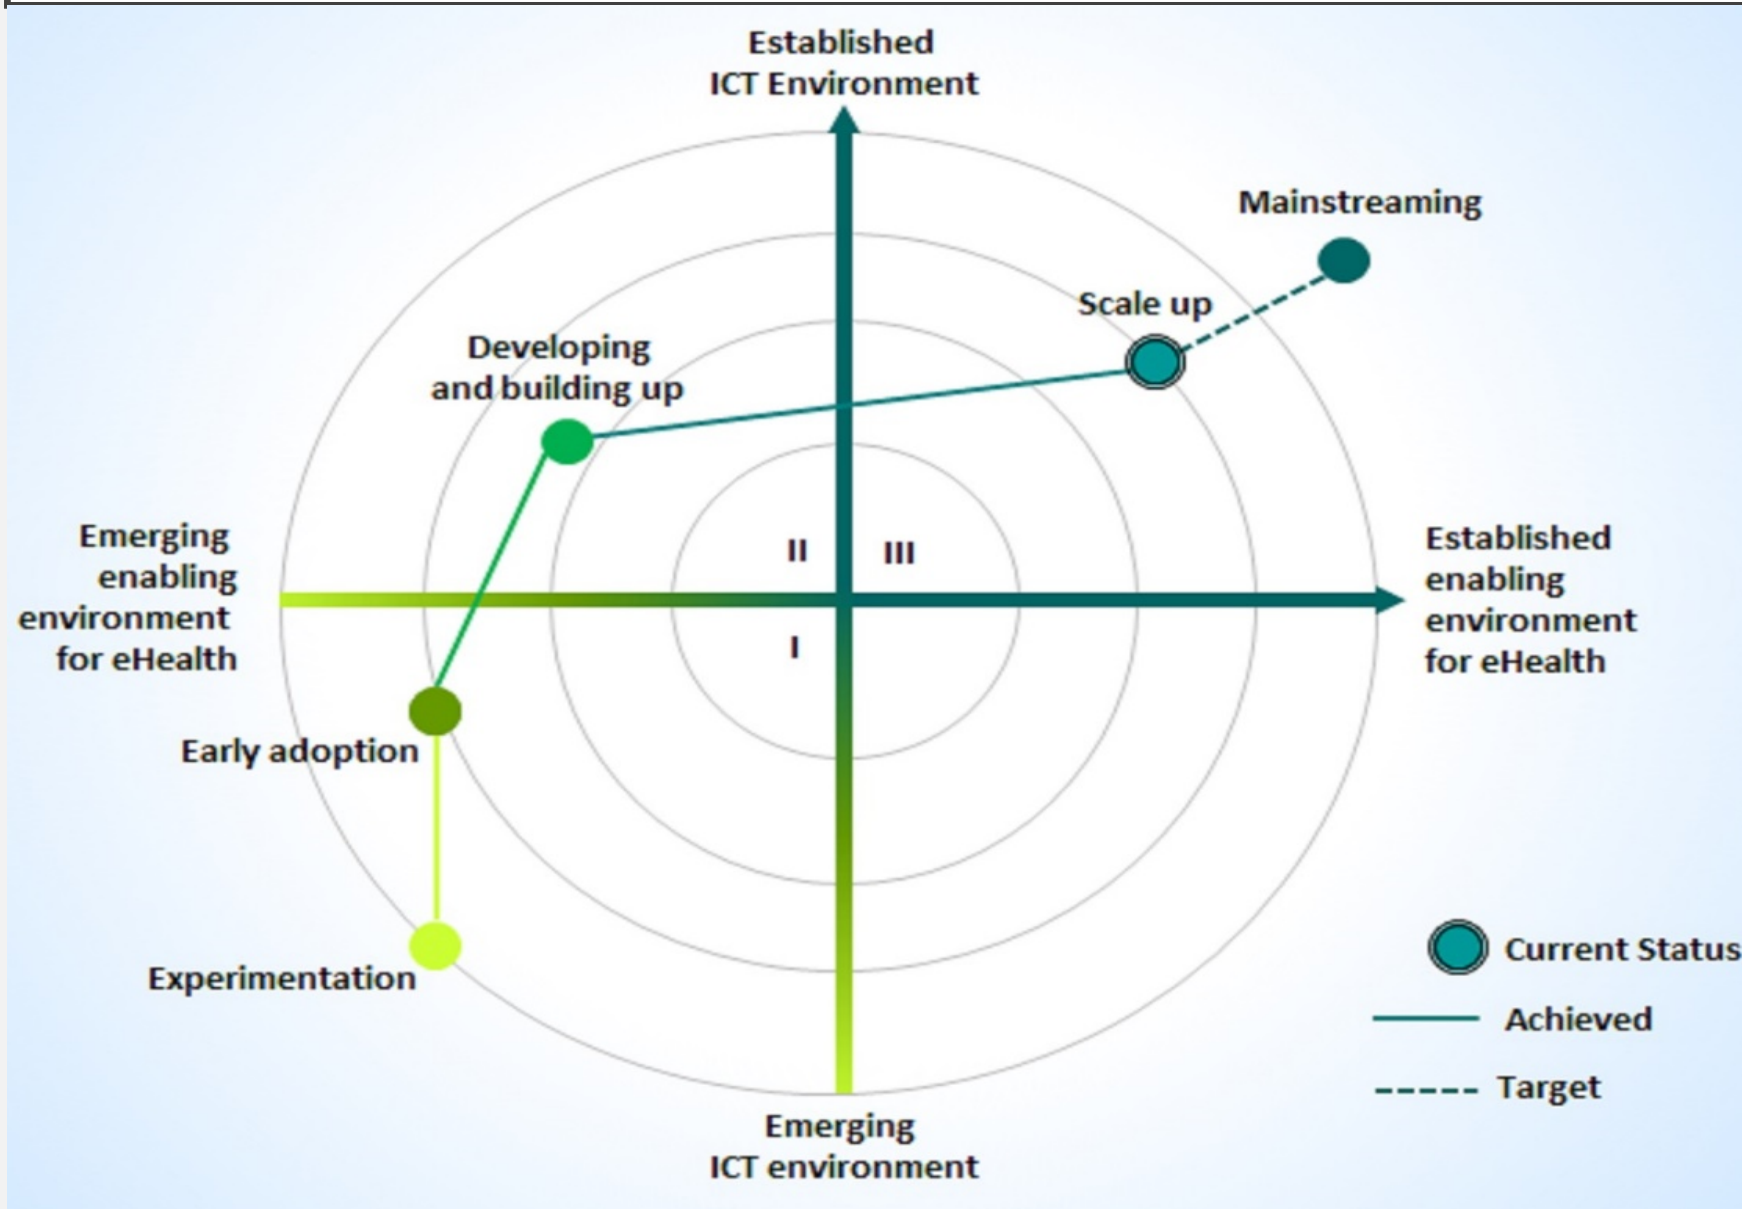 Established
ICT Environment
Mainstreaming
Scale up
Developing
and building up
Emerging
enabling
environment
for eHealth
II
III
Established
enabling
environment
for eHealth
I
Early adoption
Experimentation
Current Status
Achieved
Target
Emerging
ICT environment